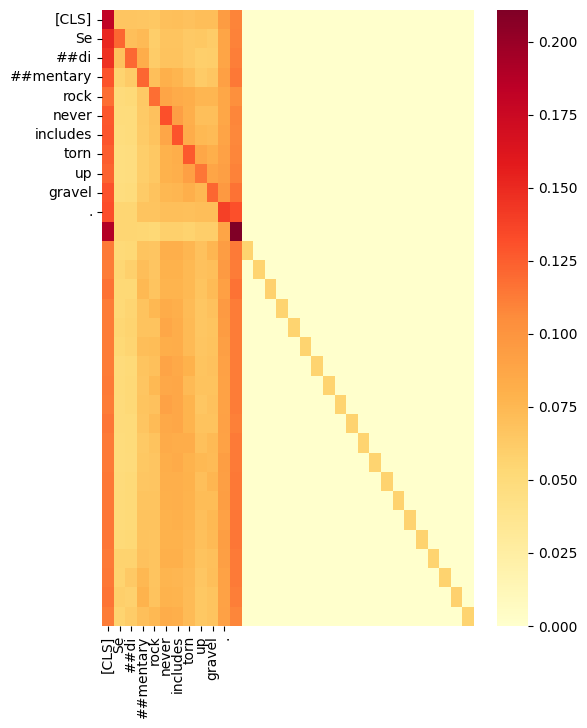 [CLS]
Se
##di
##mentary
rock
never
includes
torn
up
gravel
.
0.200
0.175
0.150
0.125
0.100
0.075
0.050
0.025
0.000
[CLS]
Se
##di
##mentary
rock
never
includes
torn
up
gravel
.